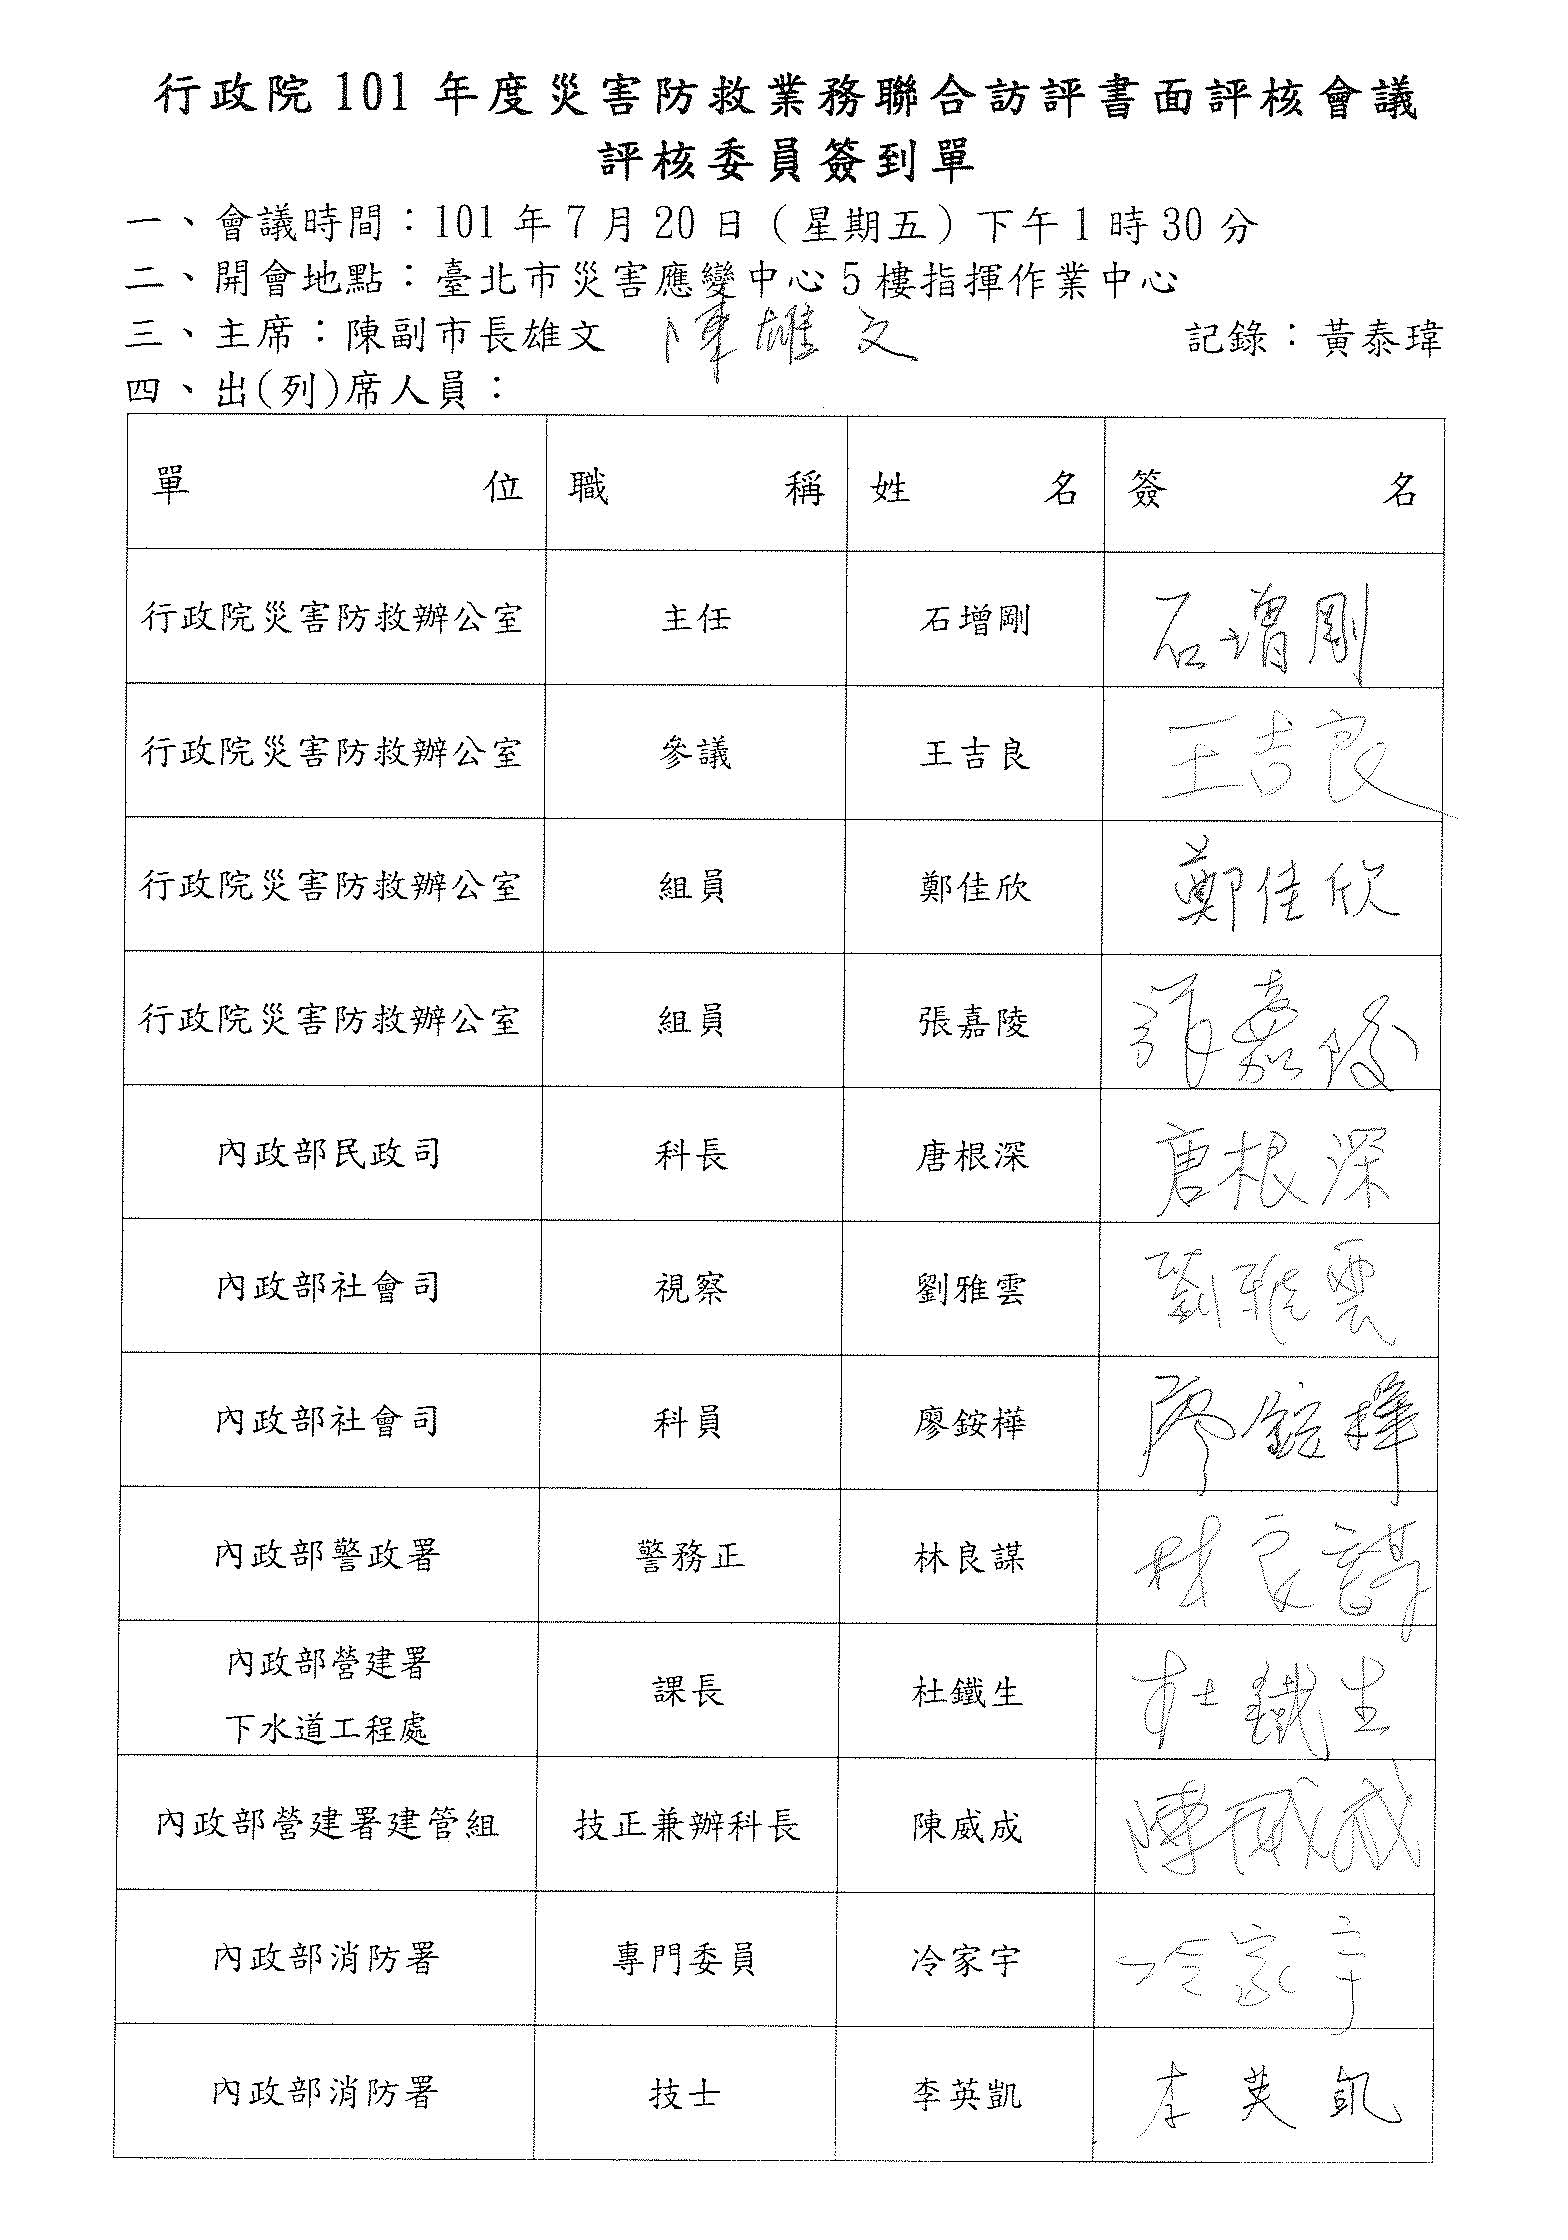 行政院 101 年度災害防救業務聯合訪評書面評核會議
評核委員簽到單
一、會議時間：101 年 7 月 20 日（星期五）下午 1 時 30 分
二、開會地點：臺北市災害應變中心 5 樓指揮作業中心
三、主席：陳副市長雄文 陳雄文 記錄：黃泰瑋
四、出(列)席人員：
單位 職稱 姓名 簽名
行政院災害防救辦公室 主任 石增剛 石增剛
行政院災害防救辦公室 參議 王吉良 王吉良
行政院災害防救辦公室 組員 鄭佳欣 鄭佳欣
行政院災害防救辦公室 組員 張嘉陵 張嘉陵
內政部民政司 科長 唐根深 唐根深
內政部社會司 視察 劉雅雲 劉雅雲
內政部社會司 科員 廖銨樺 廖銨樺
內政部警政署 警務正 林良謀 林良謀
內政部營建署
下水道工程處 課長 杜鐵生 杜鐵生
內政部營建署建管組 技正兼辦科長 陳威成 陳威成
內政部消防署 專門委員 冷家宇 冷家宇
內政部消防署 技士 李英凱 李英凱